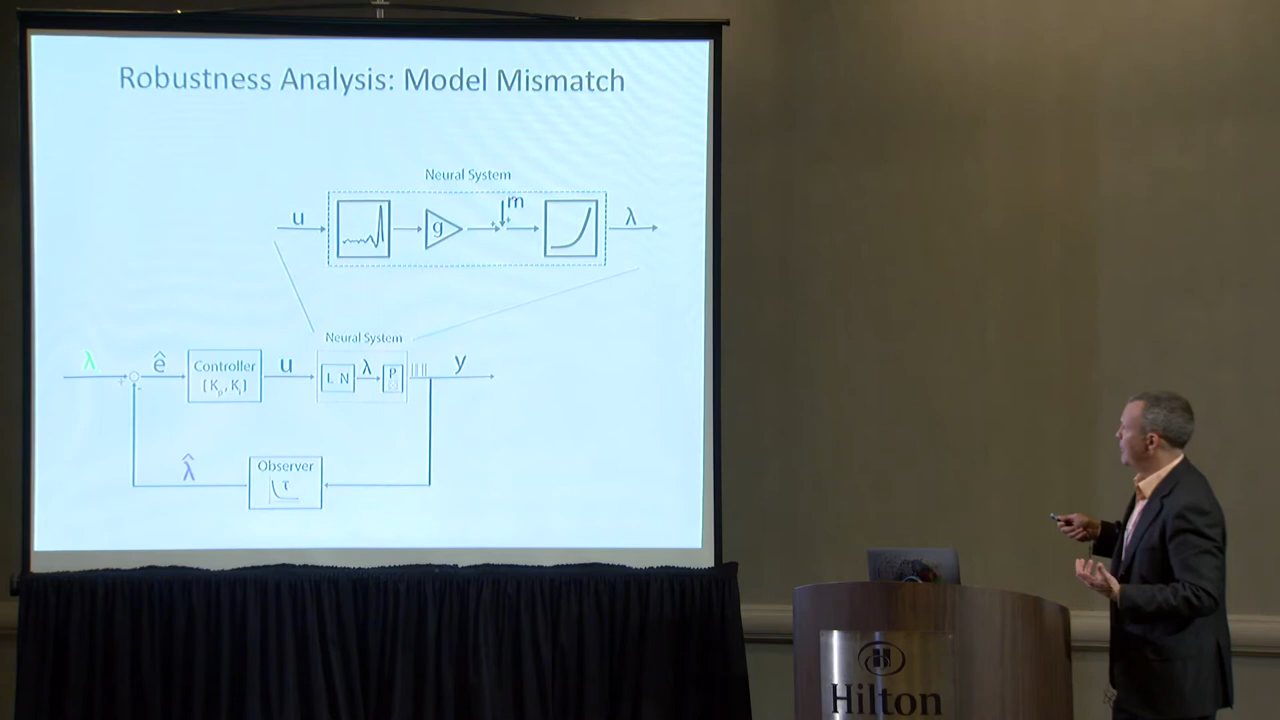 Robustness Analysis: Model Mismatch
Neural System
u
g
m
λ
Neural System
λ
ê
Controller
[K_p, K_i]
u
L N
λ
P
y
λ̂
Observer
τ
Hilton